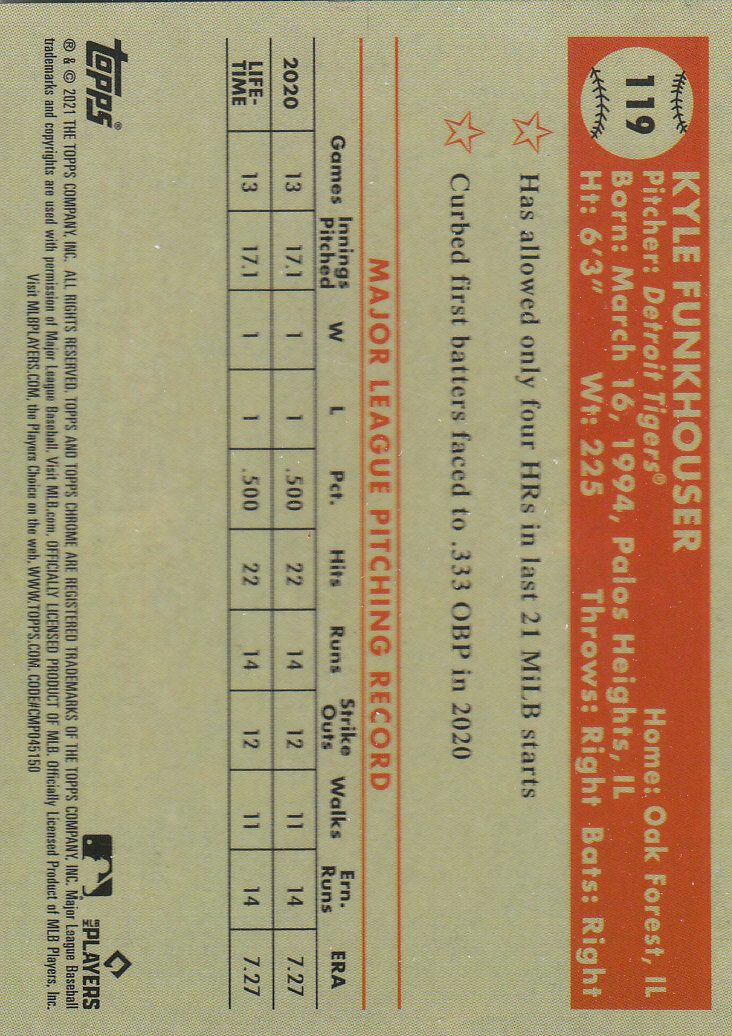 119
KYLE FUNKHOUSER
Pitcher: Detroit Tigers® Home: Oak Forest, IL
Born: March 16, 1994, Palos Heights, IL
Ht: 6'3" Wt: 225 Throws: Right Bats: Right
Has allowed only four HRs in last 21 MiLB starts
Curbed first batters faced to .333 OBP in 2020
MAJOR LEAGUE PITCHING RECORD
Games Innings Pitched W L Pct. Hits Runs Strike Outs Walks Ern. Runs ERA
2020 13 17.1 1 1 .500 22 14 12 11 14 7.27
LIFE-TIME 13 17.1 1 1 .500 22 14 12 11 14 7.27
topps®
MLB PLAYERS
® & © 2021 THE TOPPS COMPANY, INC. ALL RIGHTS RESERVED. TOPPS AND TOPPS CHROME ARE REGISTERED TRADEMARKS OF THE TOPPS COMPANY, INC. Major League Baseball
trademarks and copyrights are used with permission of Major League Baseball. Visit MLB.com. OFFICIALLY LICENSED PRODUCT OF MLB. Officially Licensed Product of MLB Players, Inc.
Visit MLBPLAYERS.COM, the Players Choice on the web. WWW.TOPPS.COM. CODE#CMP045150